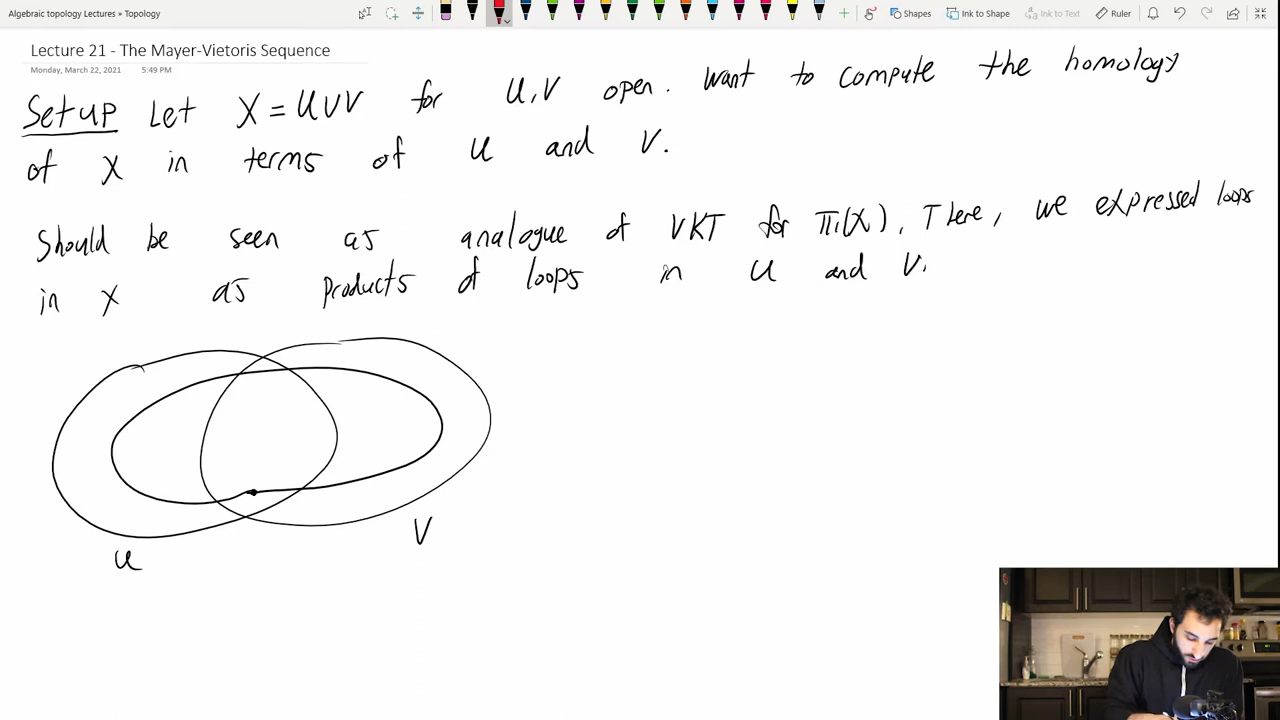 Algebraic topology Lectures » Topology
Shapes Ink to Shape Ink to Text Ruler
Lecture 21 - The Mayer-Vietoris Sequence
Monday, March 22, 2021 5:49 PM
Setup Let X = U∪V for U,V open. Want to compute the homology
of X in terms of U and V.
Should be seen as analogue of VKT for π₁(X). There, we expressed loops
in X as products of loops in U and V.
U
V